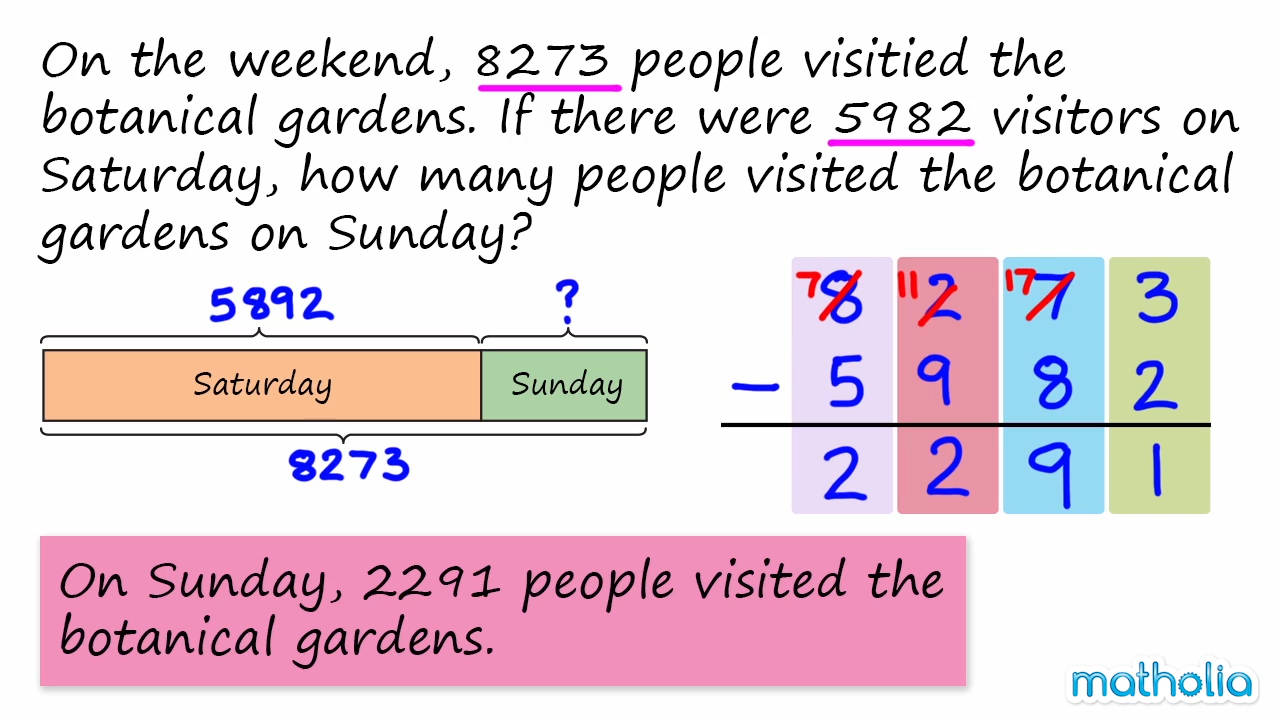 On the weekend, 8273 people visitied the
botanical gardens. If there were 5982 visitors on
Saturday, how many people visited the botanical
gardens on Sunday?
5892 ?
Saturday Sunday
8273
7 8 11 2 17 7 3
- 5 9 8 2
2 2 9 1
On Sunday, 2291 people visited the
botanical gardens.
matholia